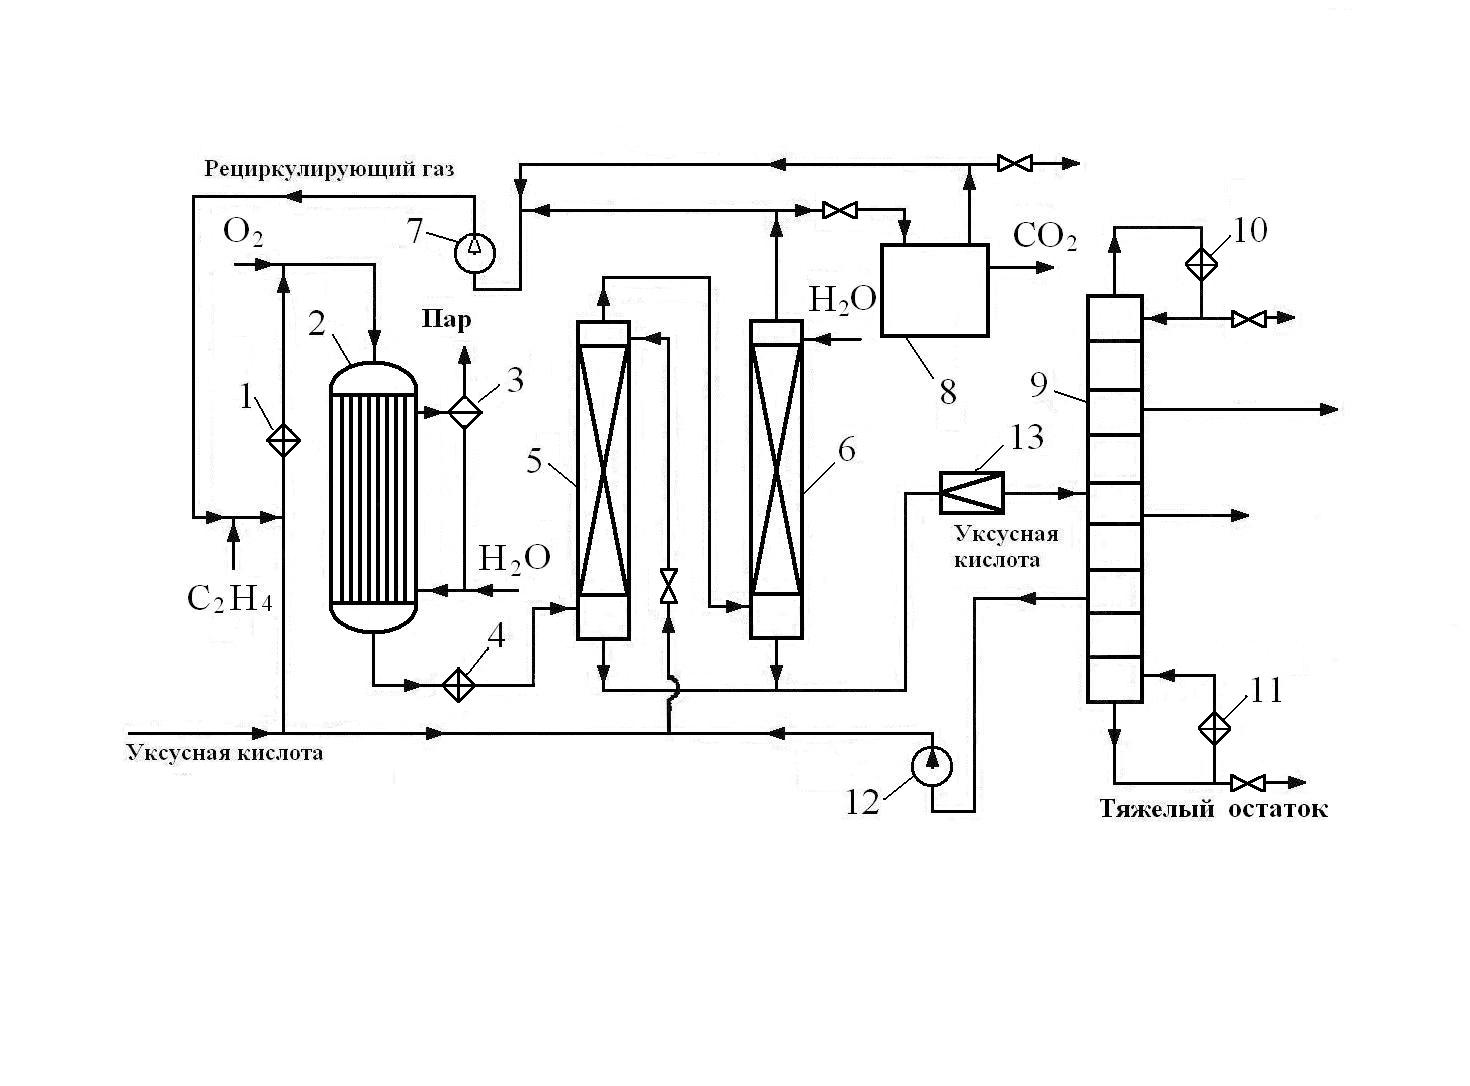 Рециркулирующий газ
O2
7
CO2
10
H2O
Пар
2
3
8
9
1
13
5
6
Уксусная
кислота
H2O
C2H4
4
11
Уксусная кислота
12
Тяжелый остаток